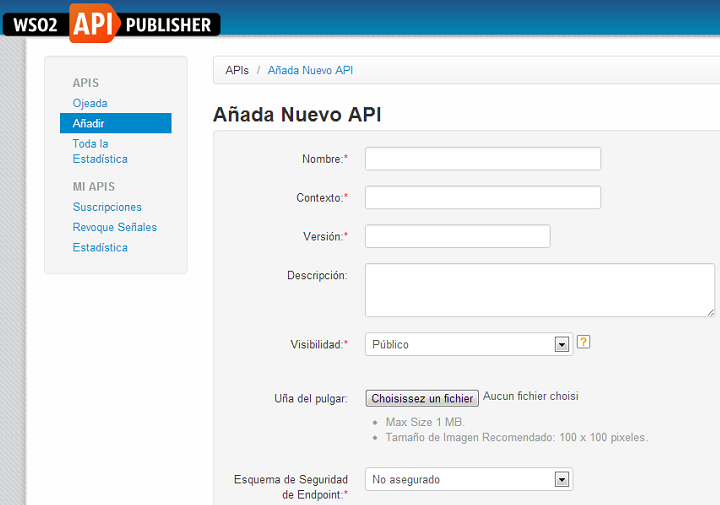 WSO2 API PUBLISHER
APIs / Añada Nuevo API
APIS
Ojeada
Añadir
Toda la
Estadística
MI APIS
Suscripciones
Revoque Señales
Estadística
Añada Nuevo API
Nombre:*
Contexto:*
Versión:*
Descripción:
Visibilidad:* Público ?
Uña del pulgar: Choisissez un fichier Aucun fichier choisi
Max Size 1 MB.
Tamaño de Imagen Recomendado: 100 x 100 pixeles.
Esquema de Seguridad
de Endpoint:* No asegurado